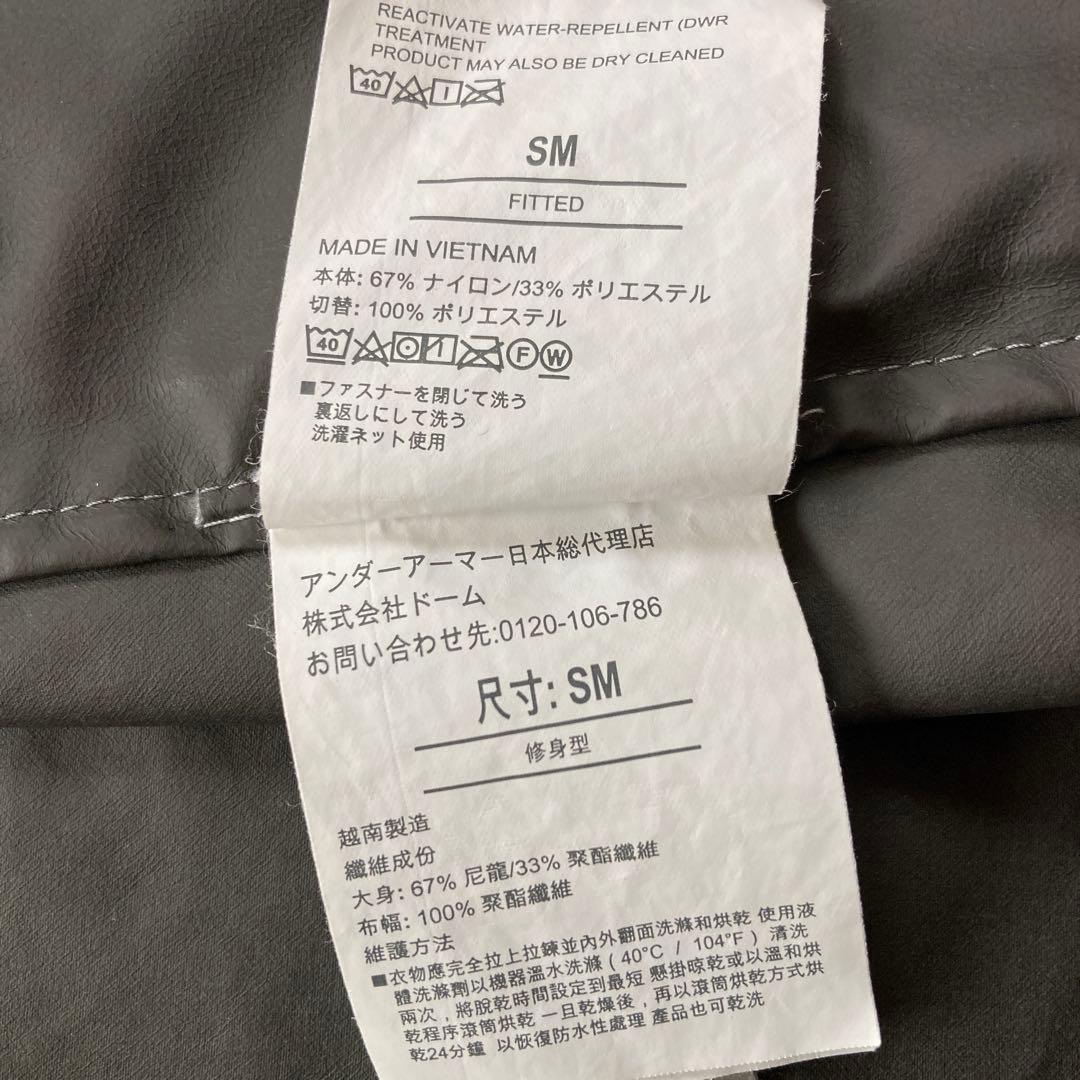 REACTIVATE WATER-REPELLENT (DWR
TREATMENT
PRODUCT MAY ALSO BE DRY CLEANED
40
SM
FITTED
MADE IN VIETNAM
本体: 67% ナイロン/33% ポリエステル
切替: 100% ポリエステル
40 F W
■ファスナーを閉じて洗う
裏返しにして洗う
洗濯ネット使用
アンダーアーマー日本総代理店
株式会社ドーム
お問い合わせ先:0120-106-786
尺寸: SM
修身型
越南製造
纖維成份
大身: 67% 尼龍/33% 聚酯纖維
布幅: 100% 聚酯纖維
維護方法
■衣物應完全拉上拉鍊並內外翻面洗滌和烘乾 使用液
體洗滌劑以機器溫水洗滌 ( 40°C / 104°F ) 清洗
兩次，將脫乾時間設定到最短 懸掛晾乾或以溫和烘
乾程序滾筒烘乾 一旦乾燥後，再以滾筒烘乾方式烘
乾24分鐘 以恢復防水性處理 產品也可乾洗